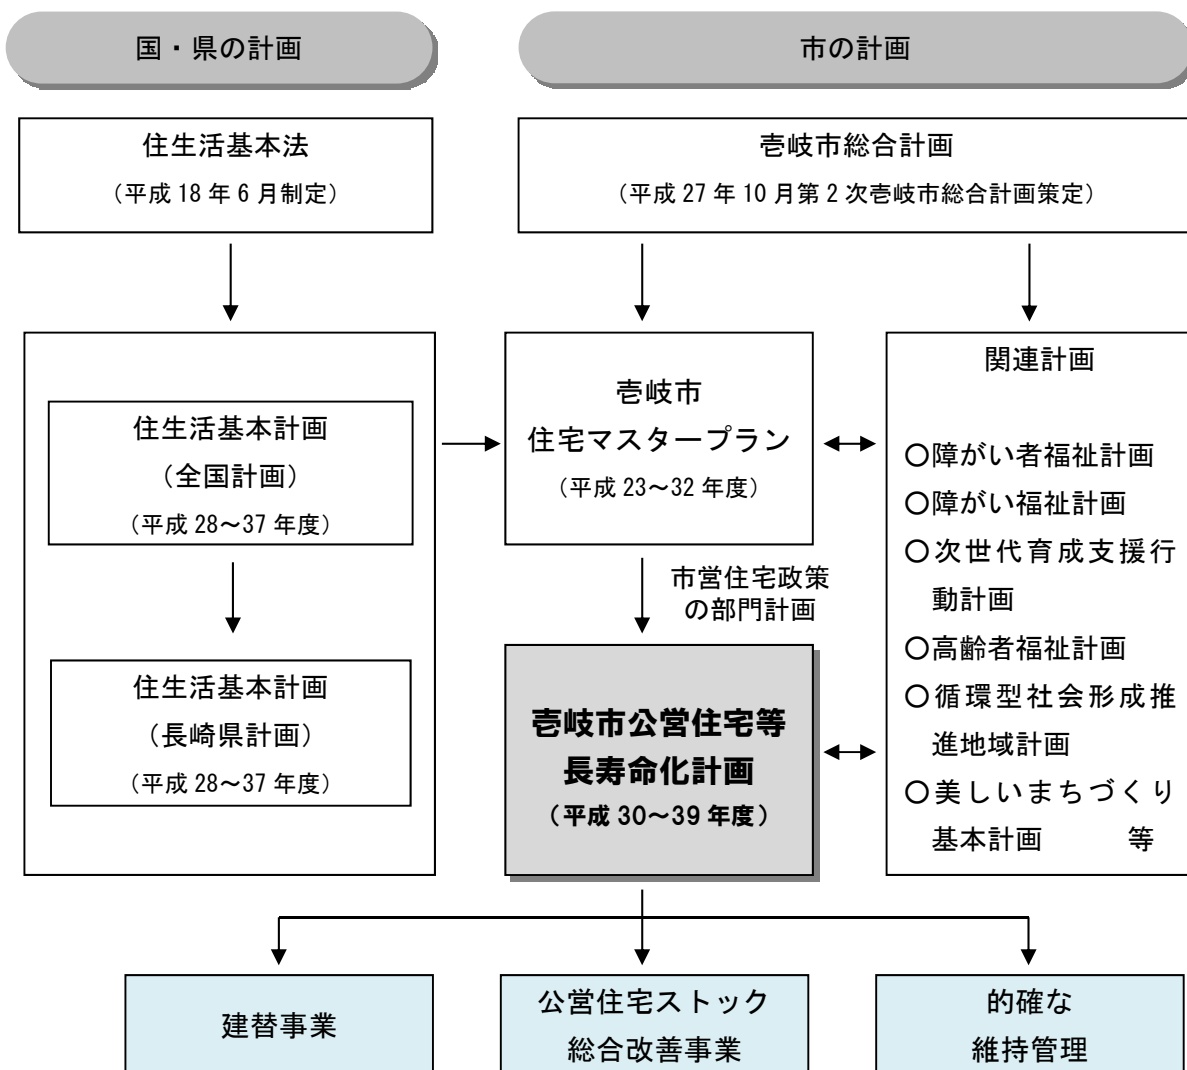 国・県の計画
市の計画
住生活基本法
（平成 18 年 6 月制定）
壱岐市総合計画
（平成 27 年 10 月第 2 次壱岐市総合計画策定）
住生活基本計画
（全国計画）
（平成 28～37 年度）
住生活基本計画
（長崎県計画）
（平成 28～37 年度）
壱岐市
住宅マスタープラン
（平成 23～32 年度）
市営住宅政策
の部門計画
壱岐市公営住宅等
長寿命化計画
（平成 30～39 年度）
関連計画
○障がい者福祉計画
○障がい福祉計画
○次世代育成支援行
動計画
○高齢者福祉計画
○循環型社会形成推
進地域計画
○美しいまちづくり
基本計画　　等
建替事業
公営住宅ストック
総合改善事業
的確な
維持管理